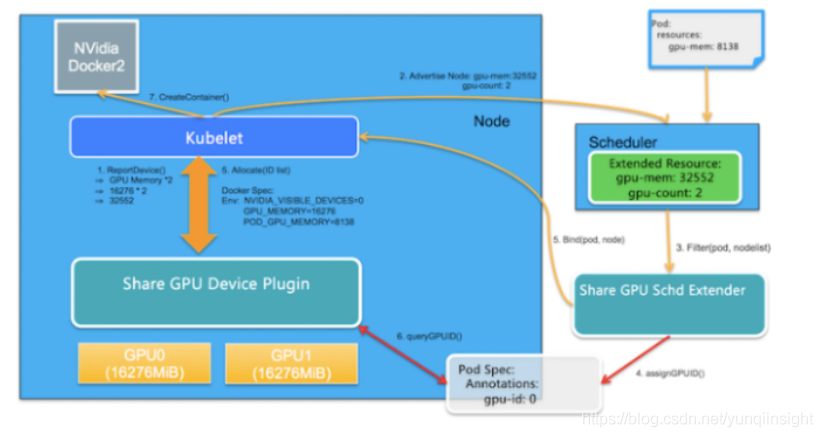 NVidia
Docker2
Pod:
resources:
gpu-mem: 8138
2. Advertise Node: gpu-mem:32552
gpu-count: 2
7. CreateContainer()
Kubelet
Node
Scheduler
Extended Resource:
gpu-mem: 32552
gpu-count: 2
1. ReportDevice()
⇒ GPU Memory *2
⇒ 16276 * 2
⇒ 32552
5. Allocate(ID list)
Docker Spec:
Env: NVIDIA_VISIBLE_DEVICES=0
GPU_MEMORY=16276
POD_GPU_MEMORY=8138
5. Bind(pod, node)
3. Filter(pod, nodelist)
Share GPU Device Plugin
Share GPU Schd Extender
GPU0
(16276MiB)
GPU1
(16276MiB)
6. queryGPUID()
4. assignGPUID()
Pod Spec:
Annotations:
gpu-id: 0
https://blog.csdn.net/yunqiinsight